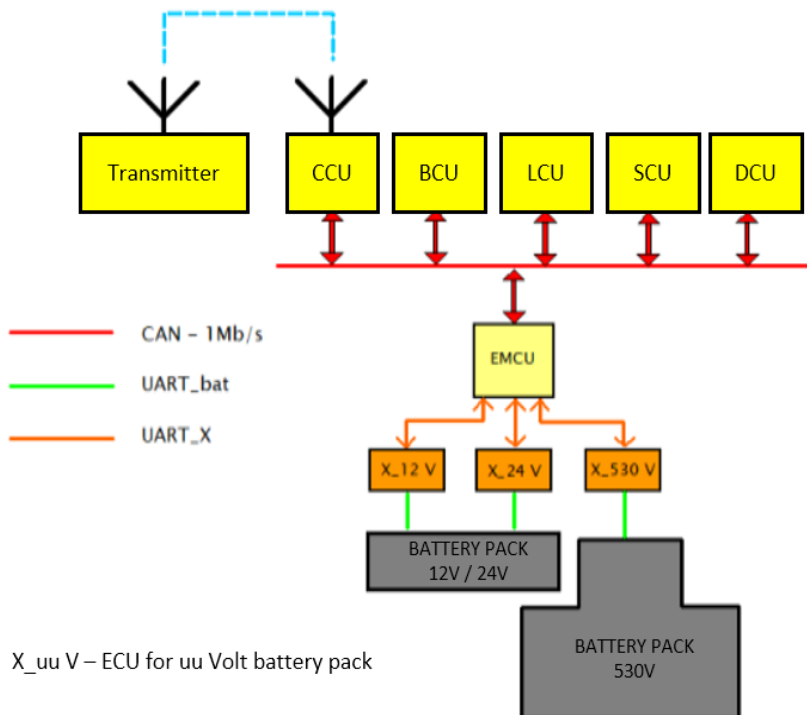 Transmitter
CCU
BCU
LCU
SCU
DCU
CAN – 1Mb/s
EMCU
UART_bat
UART_X
X_12 V
X_24 V
X_530 V
BATTERY PACK
12V / 24V
BATTERY PACK
530V
X_uu V – ECU for uu Volt battery pack